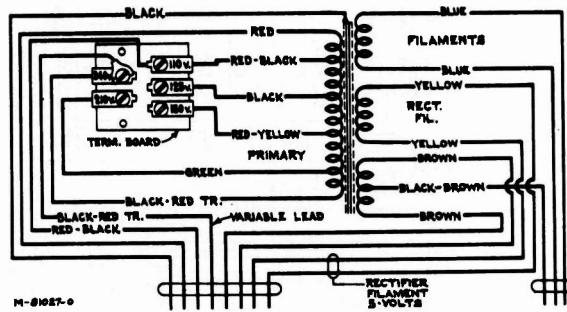 BLACK
BLUE
RED
FILAMENTS
RED-BLACK
110 V.
240 V.
BLUE
YELLOW
125 V.
BLACK
210 V.
150 V.
RECT.
FIL.
RED-YELLOW
TERM. BOARD
PRIMARY
YELLOW
BROWN
GREEN
BLACK-BROWN
BLACK-RED TR.
BLACK-RED TR.
VARIABLE LEAD
BROWN
RED-BLACK
RECTIFIER
FILAMENT
5-VOLTS
M-81027-0